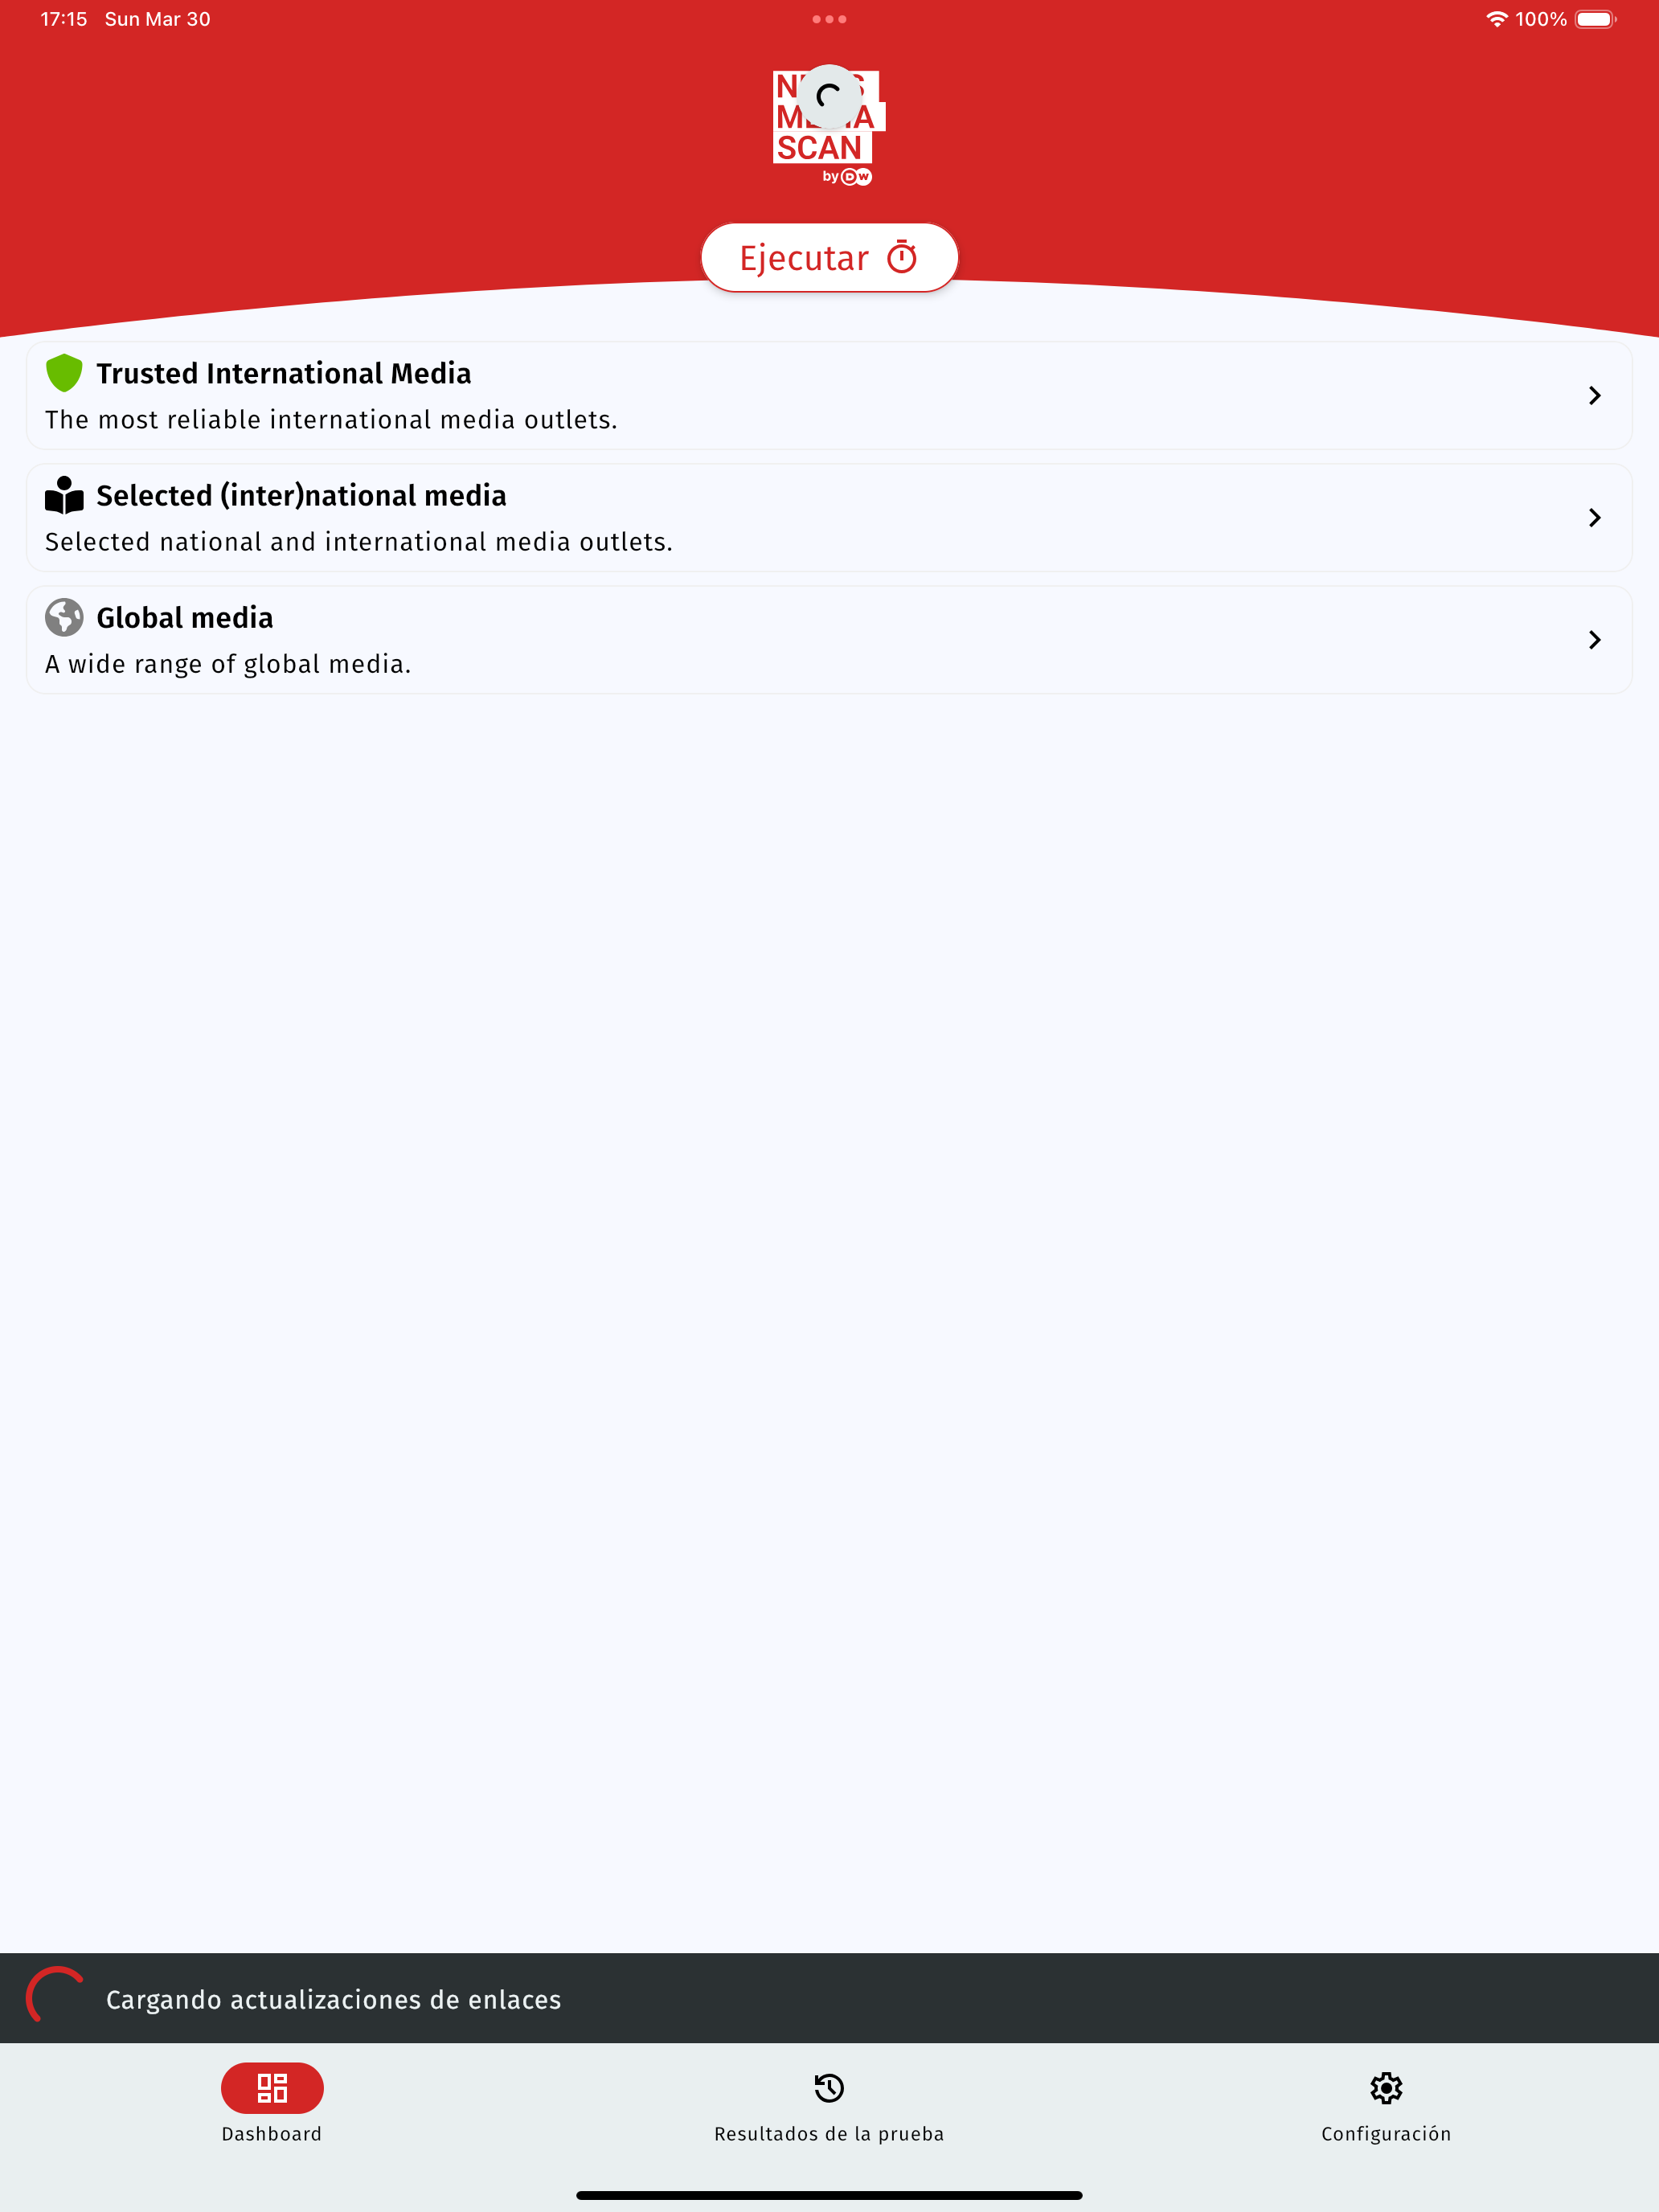 17:15 Sun Mar 30
100%
SCAN
by DW
Ejecutar
Trusted International Media
The most reliable international media outlets.
Selected (inter)national media
Selected national and international media outlets.
Global media
A wide range of global media.
Cargando actualizaciones de enlaces
Dashboard
Resultados de la prueba
Configuración